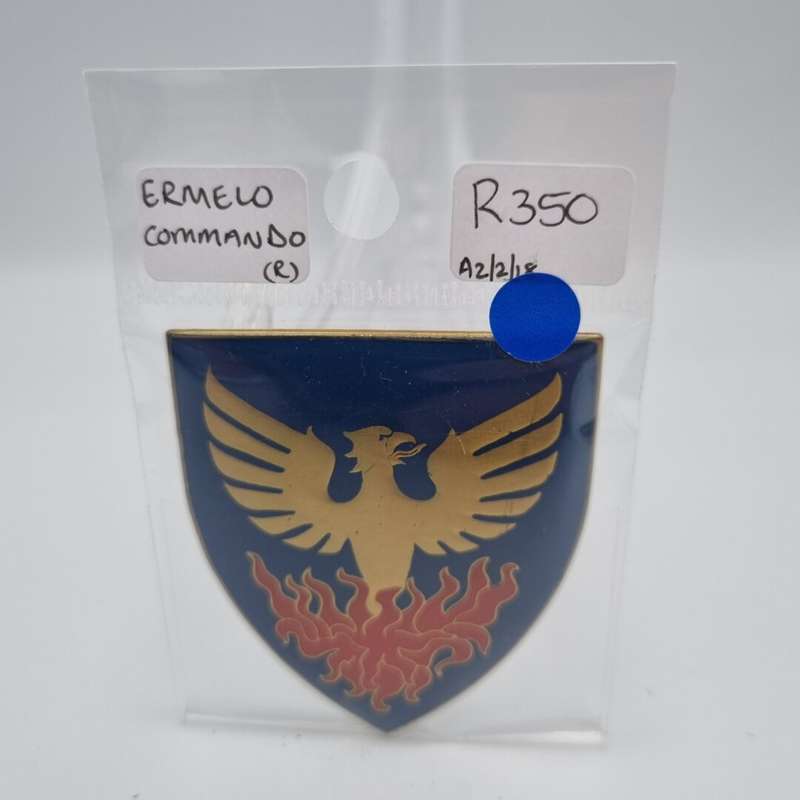 ERMELO
COMMANDO
(R)
R350
A2/2/18